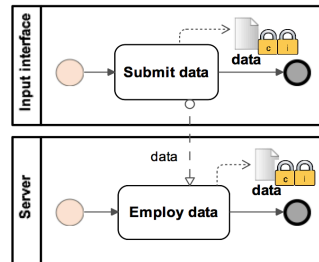 Input interface
Submit data
data
c i
data
Server
Employ data
data
c i